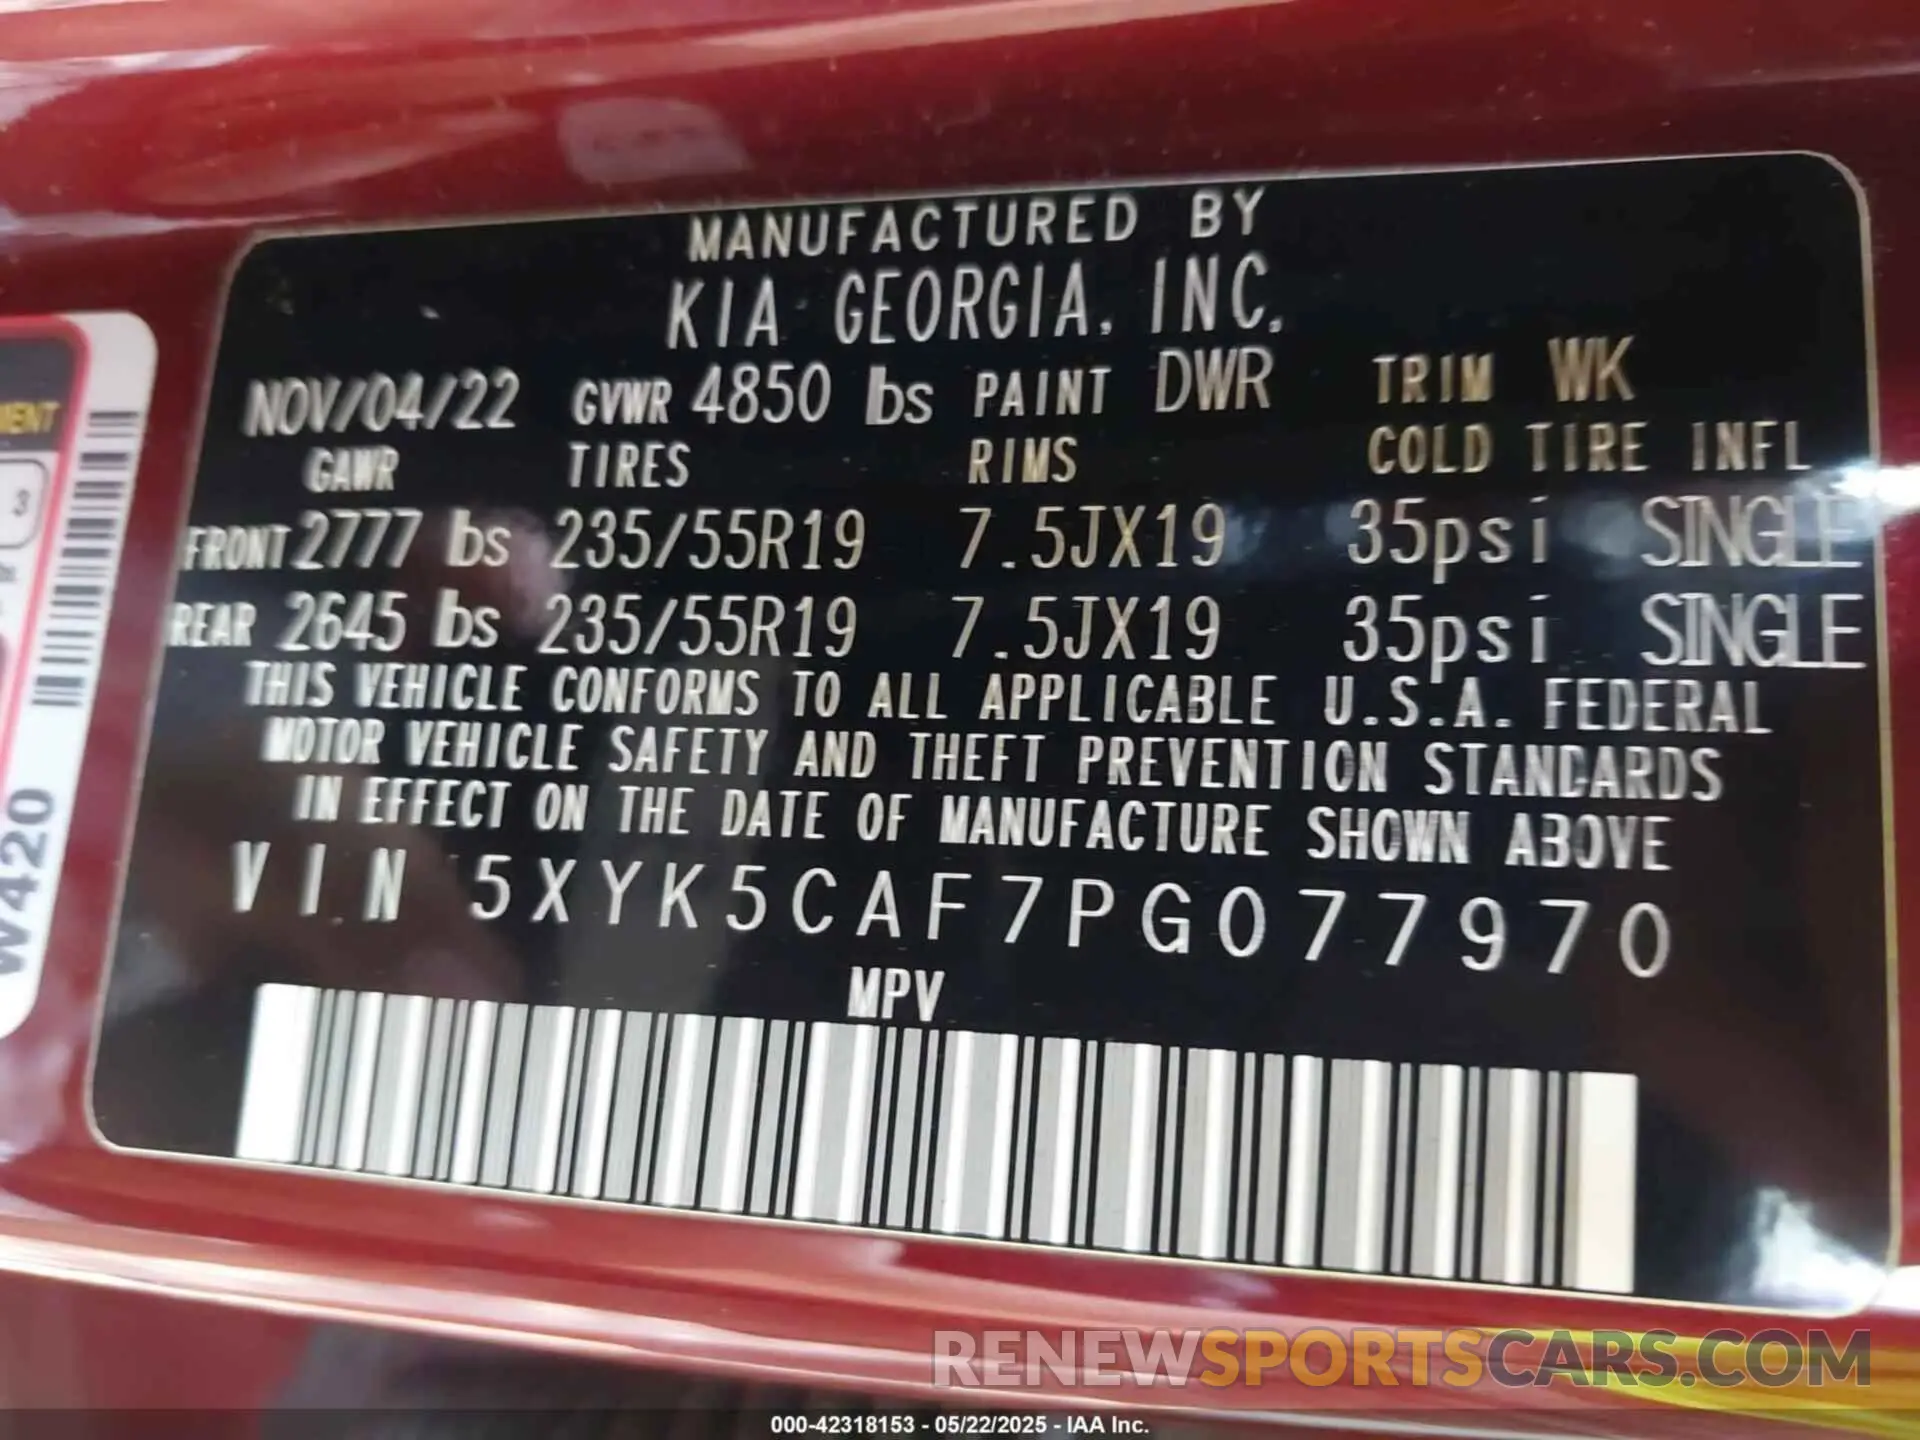 MANUFACTURED BY
KIA GEORGIA, INC.
NOV/04/22 GVWR 4850 lbs PAINT DWR TRIM WK
GAWR TIRES RIMS COLD TIRE INFL
FRONT 2777 lbs 235/55R19 7.5JX19 35psi SINGLE
REAR 2645 lbs 235/55R19 7.5JX19 35psi SINGLE
THIS VEHICLE CONFORMS TO ALL APPLICABLE U.S.A. FEDERAL
MOTOR VEHICLE SAFETY AND THEFT PREVENTION STANDARDS
IN EFFECT ON THE DATE OF MANUFACTURE SHOWN ABOVE
VIN 5XYK5CAF7PG077970
MPV
W420
RENEWSPORTSCARS.COM
000-42318153 - 05/22/2025 - IAA Inc.